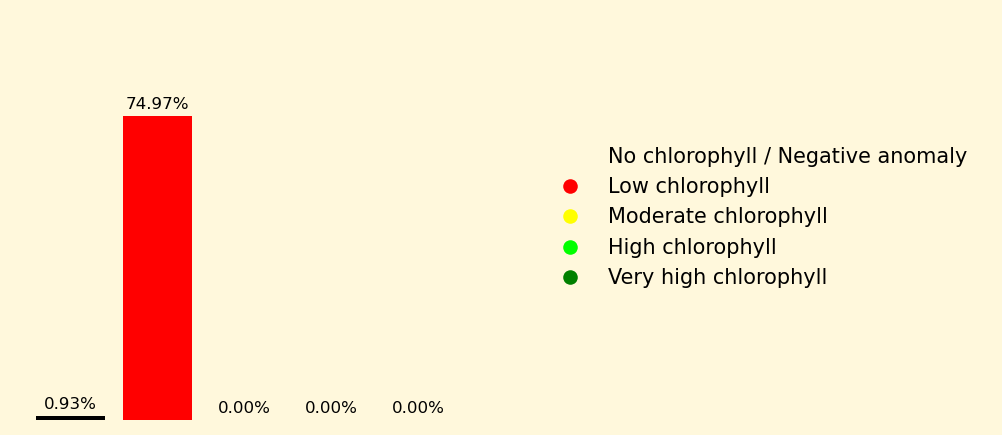 74.97%
0.93%
0.00%
0.00%
0.00%
No chlorophyll / Negative anomaly
Low chlorophyll
Moderate chlorophyll
High chlorophyll
Very high chlorophyll